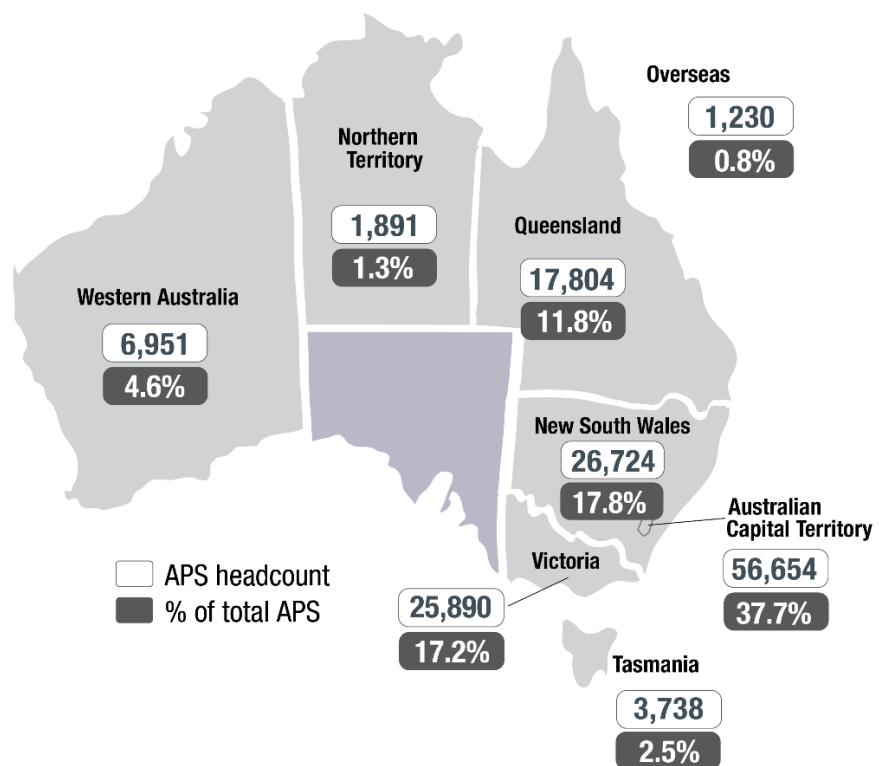 Overseas
1,230
0.8%
Northern
Territory
1,891
1.3%
Queensland
17,804
11.8%
Western Australia
6,951
4.6%
New South Wales
26,724
17.8%
Australian
Capital Territory
56,654
37.7%
Victoria
25,890
17.2%
APS headcount
% of total APS
Tasmania
3,738
2.5%